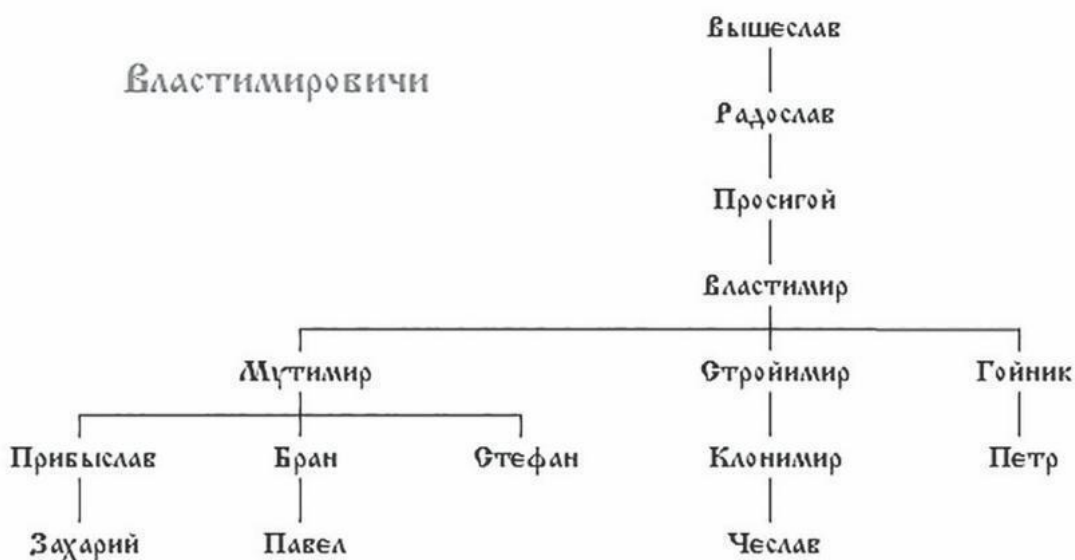 Вышеслав
Властимировичи
Радослав
Просигой
Властимир
Мутимир Стройимир Гойник
Прибыслав Бран Стефан Клонимир Петр
Захарий Павел Чеслав